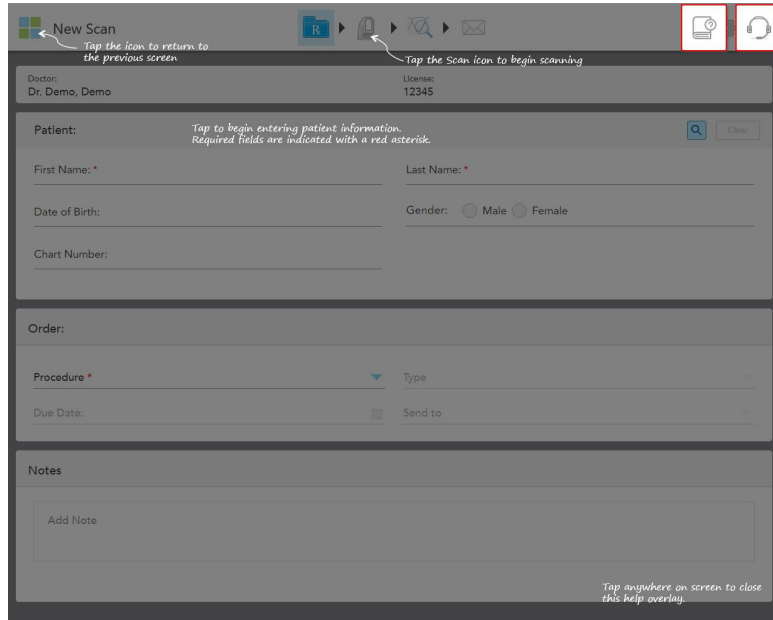 New Scan
R
Tap the icon to return to
the previous screen
Tap the Scan icon to begin scanning
Doctor:
Dr. Demo, Demo
License:
12345
Patient:
Tap to begin entering patient information.
Required fields are indicated with a red asterisk.
Clear
First Name: *
Last Name: *
Date of Birth:
Gender: Male Female
Chart Number:
Order:
Procedure *
Type
Due Date:
Send to
Notes
Add Note
Tap anywhere on screen to close
this help overlay.